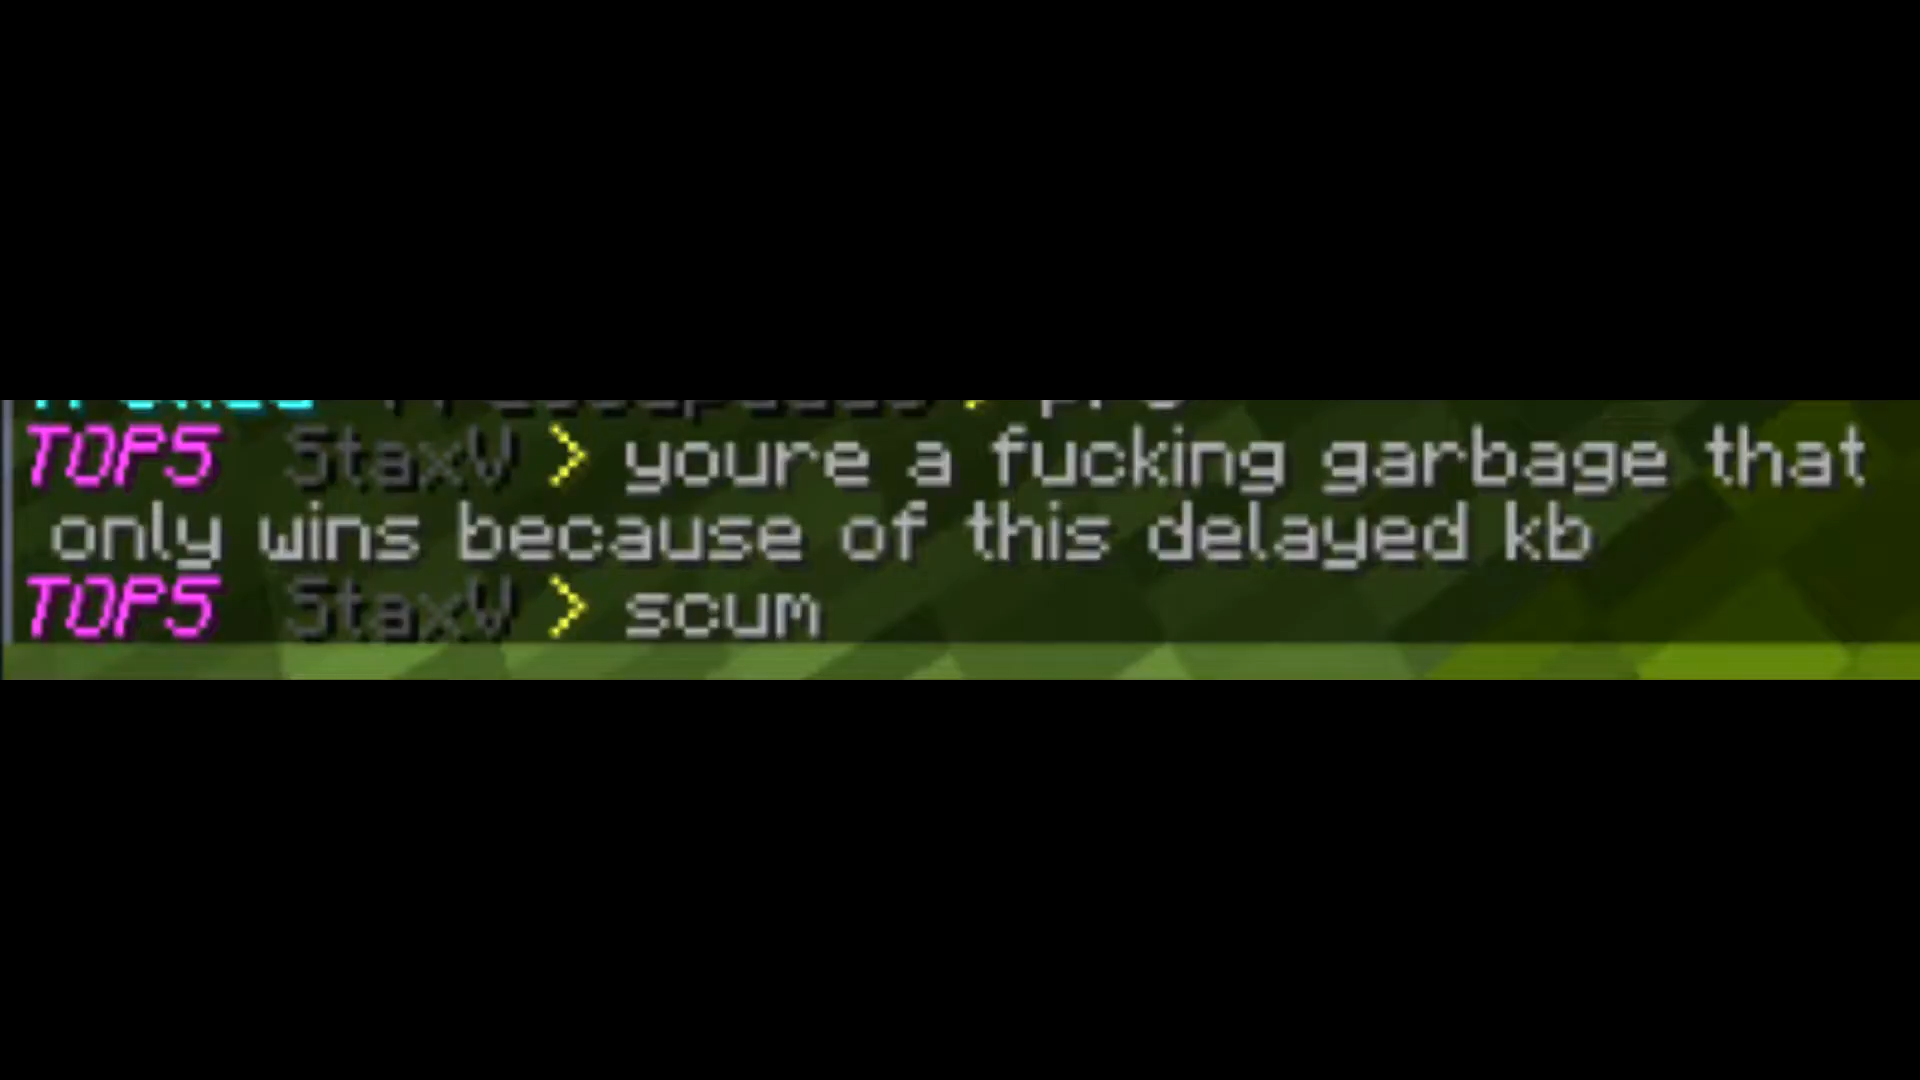 TOP5 StaxV > youre a fucking garbage that
only wins because of this delayed kb
TOP5 StaxV > scum